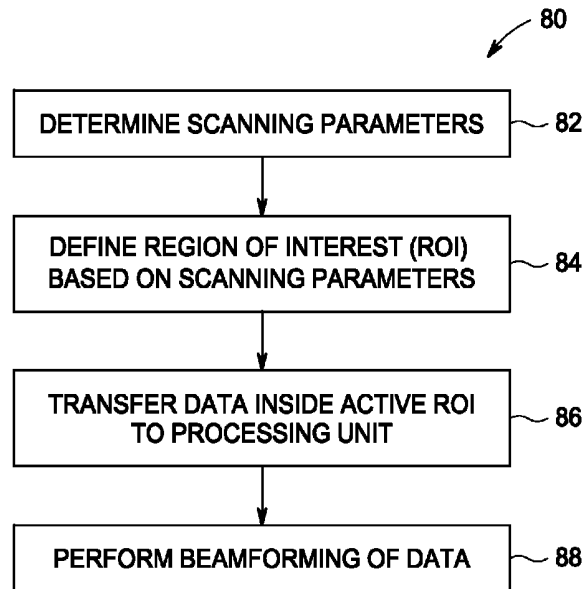 80
DETERMINE SCANNING PARAMETERS
82
DEFINE REGION OF INTEREST (ROI)
BASED ON SCANNING PARAMETERS
84
TRANSFER DATA INSIDE ACTIVE ROI
TO PROCESSING UNIT
86
PERFORM BEAMFORMING OF DATA
88